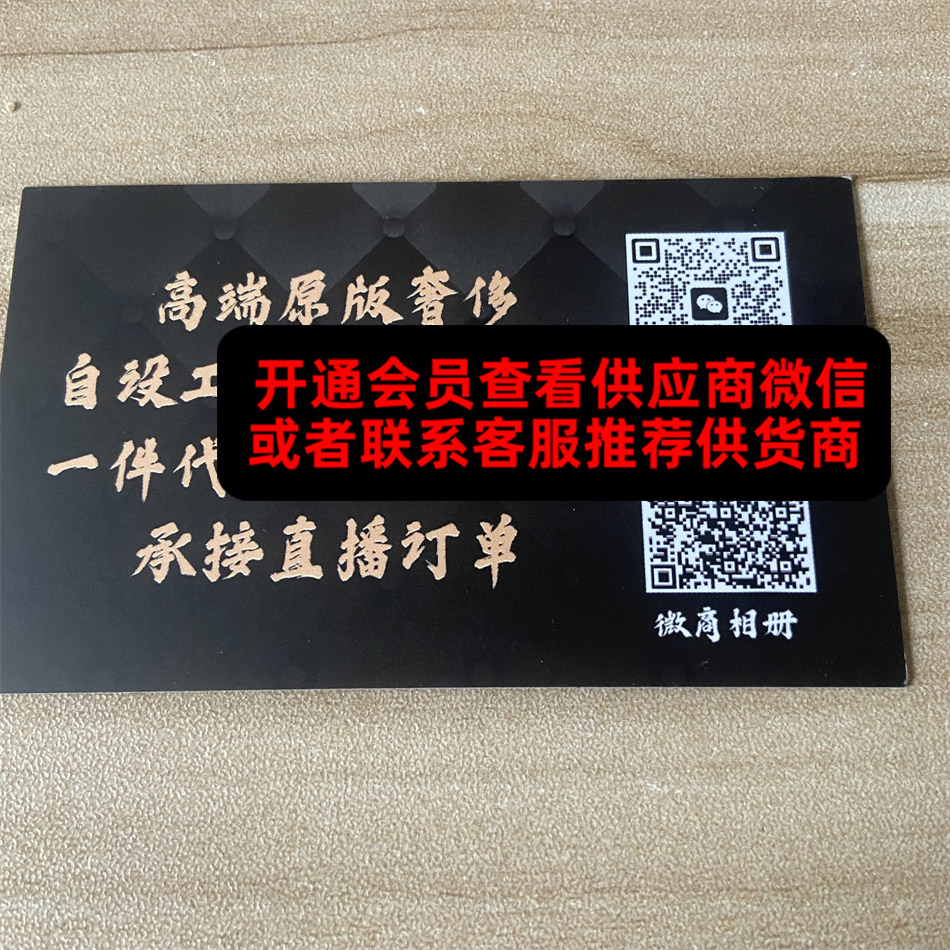 高端原版奢侈
自设工
一件代
承接直播订单
开通会员查看供应商微信
或者联系客服推荐供货商
微商相册